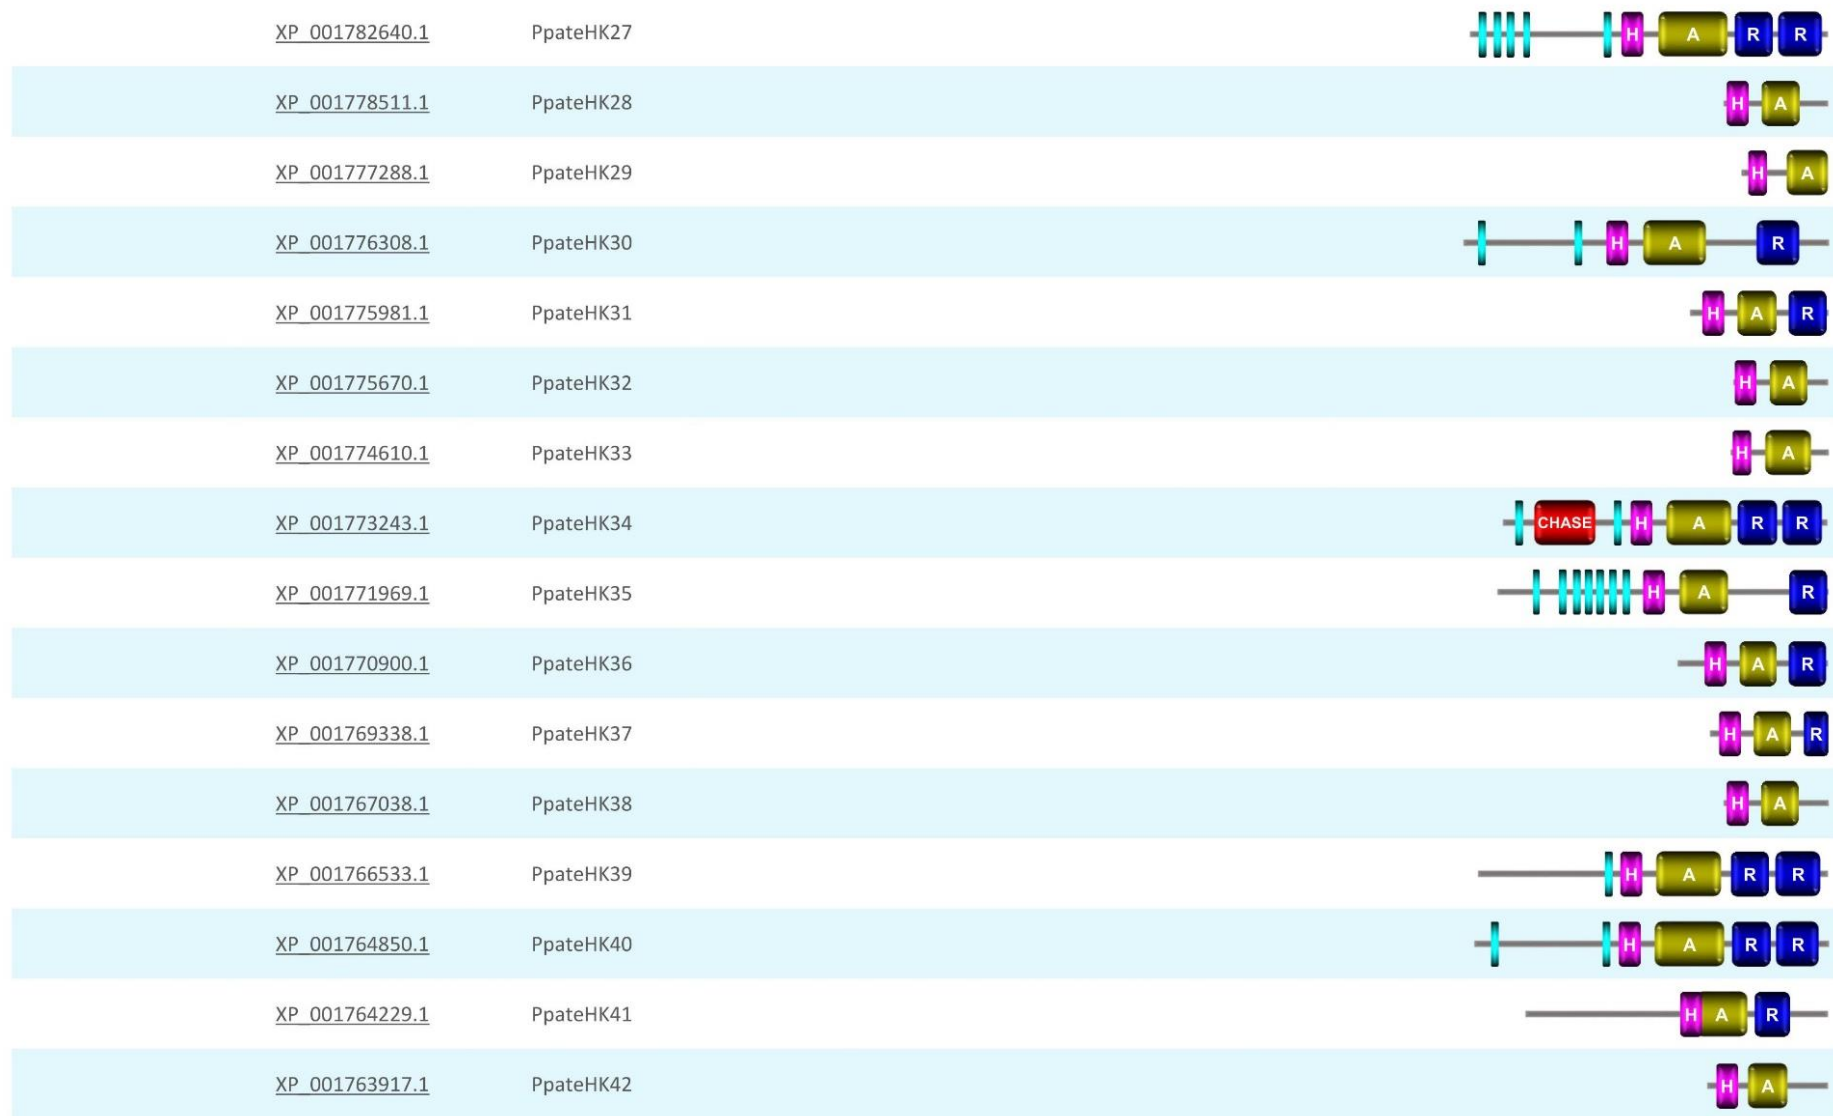 XP_001782640.1 PpateHK27 H A R R
XP_001778511.1 PpateHK28 H A
XP_001777288.1 PpateHK29 H A
XP_001776308.1 PpateHK30 H A R
XP_001775981.1 PpateHK31 H A R
XP_001775670.1 PpateHK32 H A
XP_001774610.1 PpateHK33 H A
XP_001773243.1 PpateHK34 CHASE H A R R
XP_001771969.1 PpateHK35 H A R
XP_001770900.1 PpateHK36 H A R
XP_001769338.1 PpateHK37 H A R
XP_001767038.1 PpateHK38 H A
XP_001766533.1 PpateHK39 H A R R
XP_001764850.1 PpateHK40 H A R R
XP_001764229.1 PpateHK41 H A R
XP_001763917.1 PpateHK42 H A